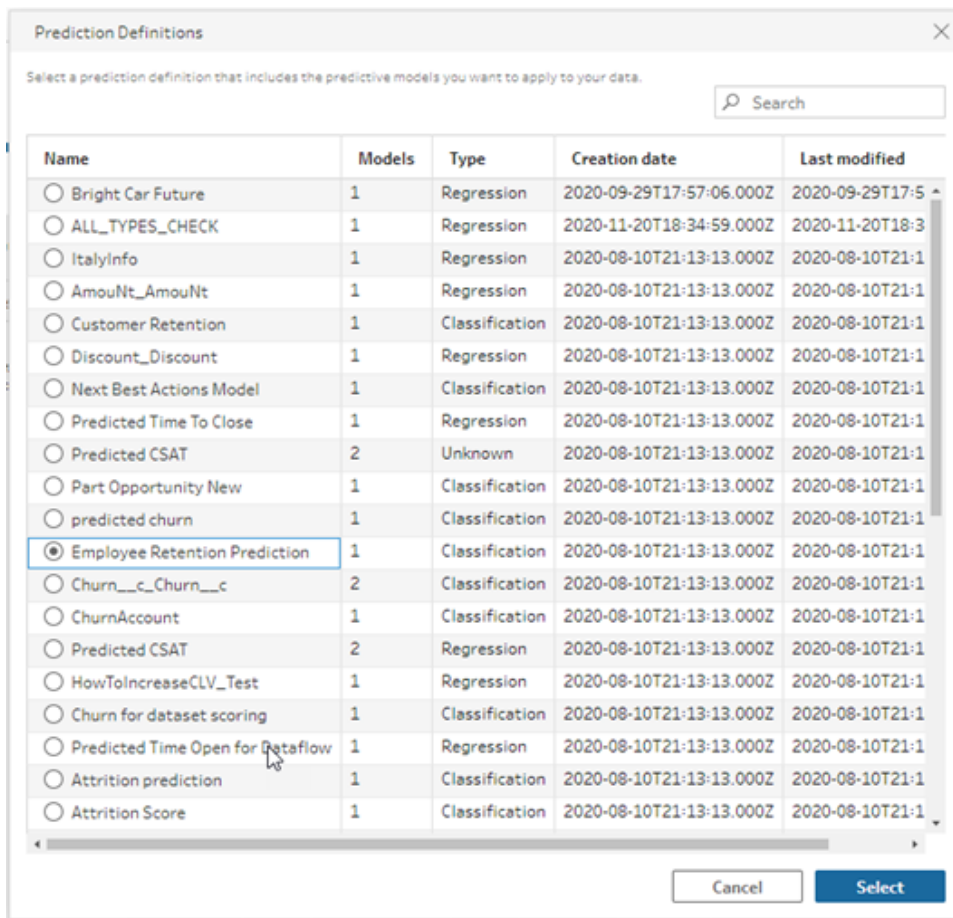 Prediction Definitions
Select a prediction definition that includes the predictive models you want to apply to your data.
Search
Name Models Type Creation date Last modified
Bright Car Future 1 Regression 2020-09-29T17:57:06.000Z 2020-09-29T17:5
ALL_TYPES_CHECK 1 Regression 2020-11-20T18:34:59.000Z 2020-11-20T18:3
ItalyInfo 1 Regression 2020-08-10T21:13:13.000Z 2020-08-10T21:1
AmouNt_AmouNt 1 Regression 2020-08-10T21:13:13.000Z 2020-08-10T21:1
Customer Retention 1 Classification 2020-08-10T21:13:13.000Z 2020-08-10T21:1
Discount_Discount 1 Regression 2020-08-10T21:13:13.000Z 2020-08-10T21:1
Next Best Actions Model 1 Classification 2020-08-10T21:13:13.000Z 2020-08-10T21:1
Predicted Time To Close 1 Regression 2020-08-10T21:13:13.000Z 2020-08-10T21:1
Predicted CSAT 2 Unknown 2020-08-10T21:13:13.000Z 2020-08-10T21:1
Part Opportunity New 1 Classification 2020-08-10T21:13:13.000Z 2020-08-10T21:1
predicted churn 1 Classification 2020-08-10T21:13:13.000Z 2020-08-10T21:1
Employee Retention Prediction 1 Classification 2020-08-10T21:13:13.000Z 2020-08-10T21:1
Churn__c_Churn__c 2 Classification 2020-08-10T21:13:13.000Z 2020-08-10T21:1
ChurnAccount 1 Classification 2020-08-10T21:13:13.000Z 2020-08-10T21:1
Predicted CSAT 2 Regression 2020-08-10T21:13:13.000Z 2020-08-10T21:1
HowToIncreaseCLV_Test 1 Regression 2020-08-10T21:13:13.000Z 2020-08-10T21:1
Churn for dataset scoring 1 Classification 2020-08-10T21:13:13.000Z 2020-08-10T21:1
Predicted Time Open for Dataflow 1 Regression 2020-08-10T21:13:13.000Z 2020-08-10T21:1
Attrition prediction 1 Classification 2020-08-10T21:13:13.000Z 2020-08-10T21:1
Attrition Score 1 Classification 2020-08-10T21:13:13.000Z 2020-08-10T21:1
Cancel Select